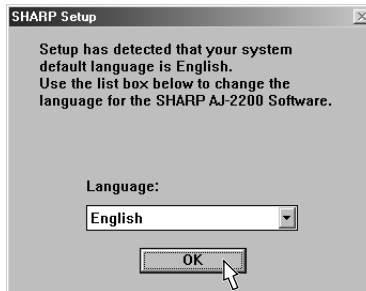 SHARP Setup
Setup has detected that your system
default language is English.
Use the list box below to change the
language for the SHARP AJ-2200 Software.
Language:
English
OK